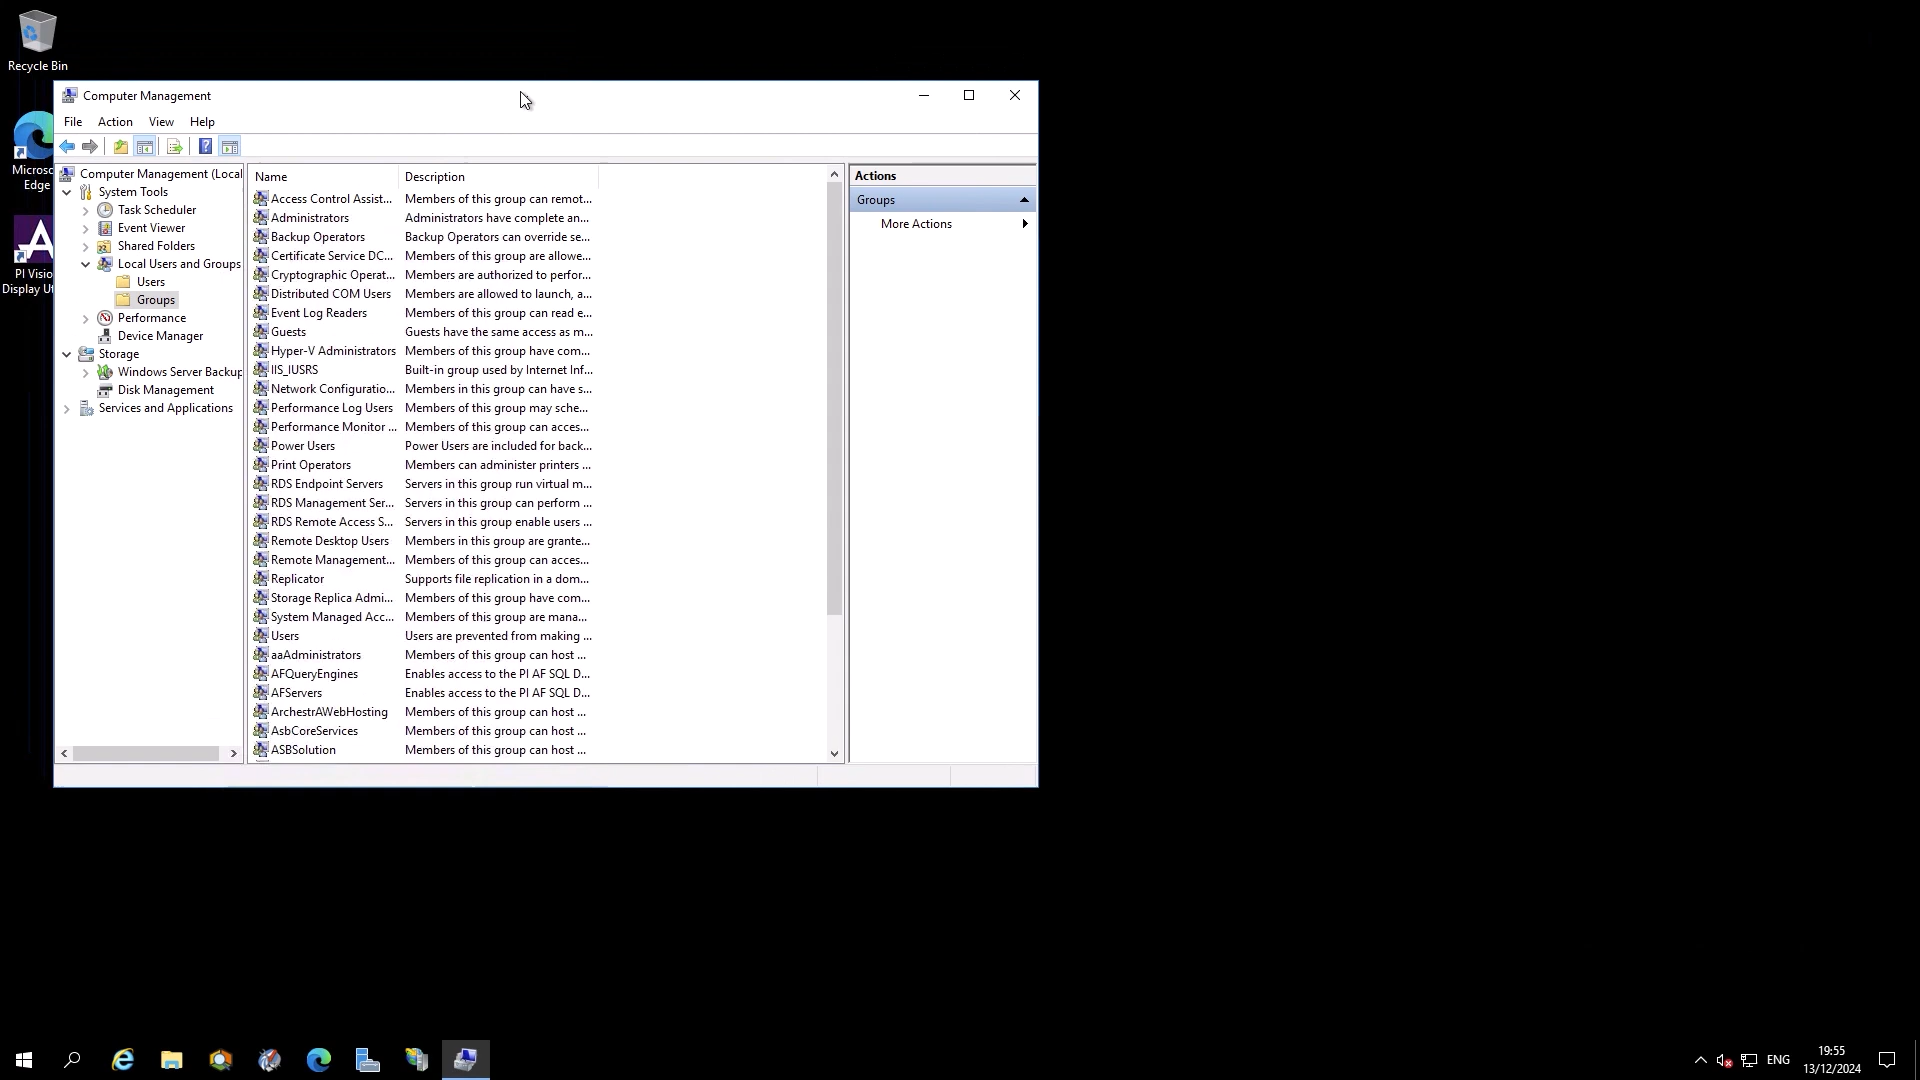 Recycle Bin
Computer Management
File Action View Help
Microso
Edge
PI Visio
Display Ut
Computer Management (Local
System Tools
Task Scheduler
Event Viewer
Shared Folders
Local Users and Groups
Users
Groups
Performance
Device Manager
Storage
Windows Server Backup
Disk Management
Services and Applications
Name Description
Access Control Assist... Members of this group can remot...
Administrators Administrators have complete an...
Backup Operators Backup Operators can override se...
Certificate Service DC... Members of this group are allowe...
Cryptographic Operat... Members are authorized to perfor...
Distributed COM Users Members are allowed to launch, a...
Event Log Readers Members of this group can read e...
Guests Guests have the same access as m...
Hyper-V Administrators Members of this group have com...
IIS_IUSRS Built-in group used by Internet Inf...
Network Configuratio... Members in this group can have s...
Performance Log Users Members of this group may sche...
Performance Monitor ... Members of this group can acces...
Power Users Power Users are included for back...
Print Operators Members can administer printers ...
RDS Endpoint Servers Servers in this group run virtual m...
RDS Management Ser... Servers in this group can perform ...
RDS Remote Access S... Servers in this group enable users ...
Remote Desktop Users Members in this group are grante...
Remote Management... Members of this group can acces...
Replicator Supports file replication in a dom...
Storage Replica Admi... Members of this group have com...
System Managed Acc... Members of this group are mana...
Users Users are prevented from making ...
aaAdministrators Members of this group can host ...
AFQueryEngines Enables access to the PI AF SQL D...
AFServers Enables access to the PI AF SQL D...
ArchestrAWebHosting Members of this group can host ...
AsbCoreServices Members of this group can host ...
ASBSolution Members of this group can host ...
Actions
Groups
More Actions
ENG
19:55
13/12/2024